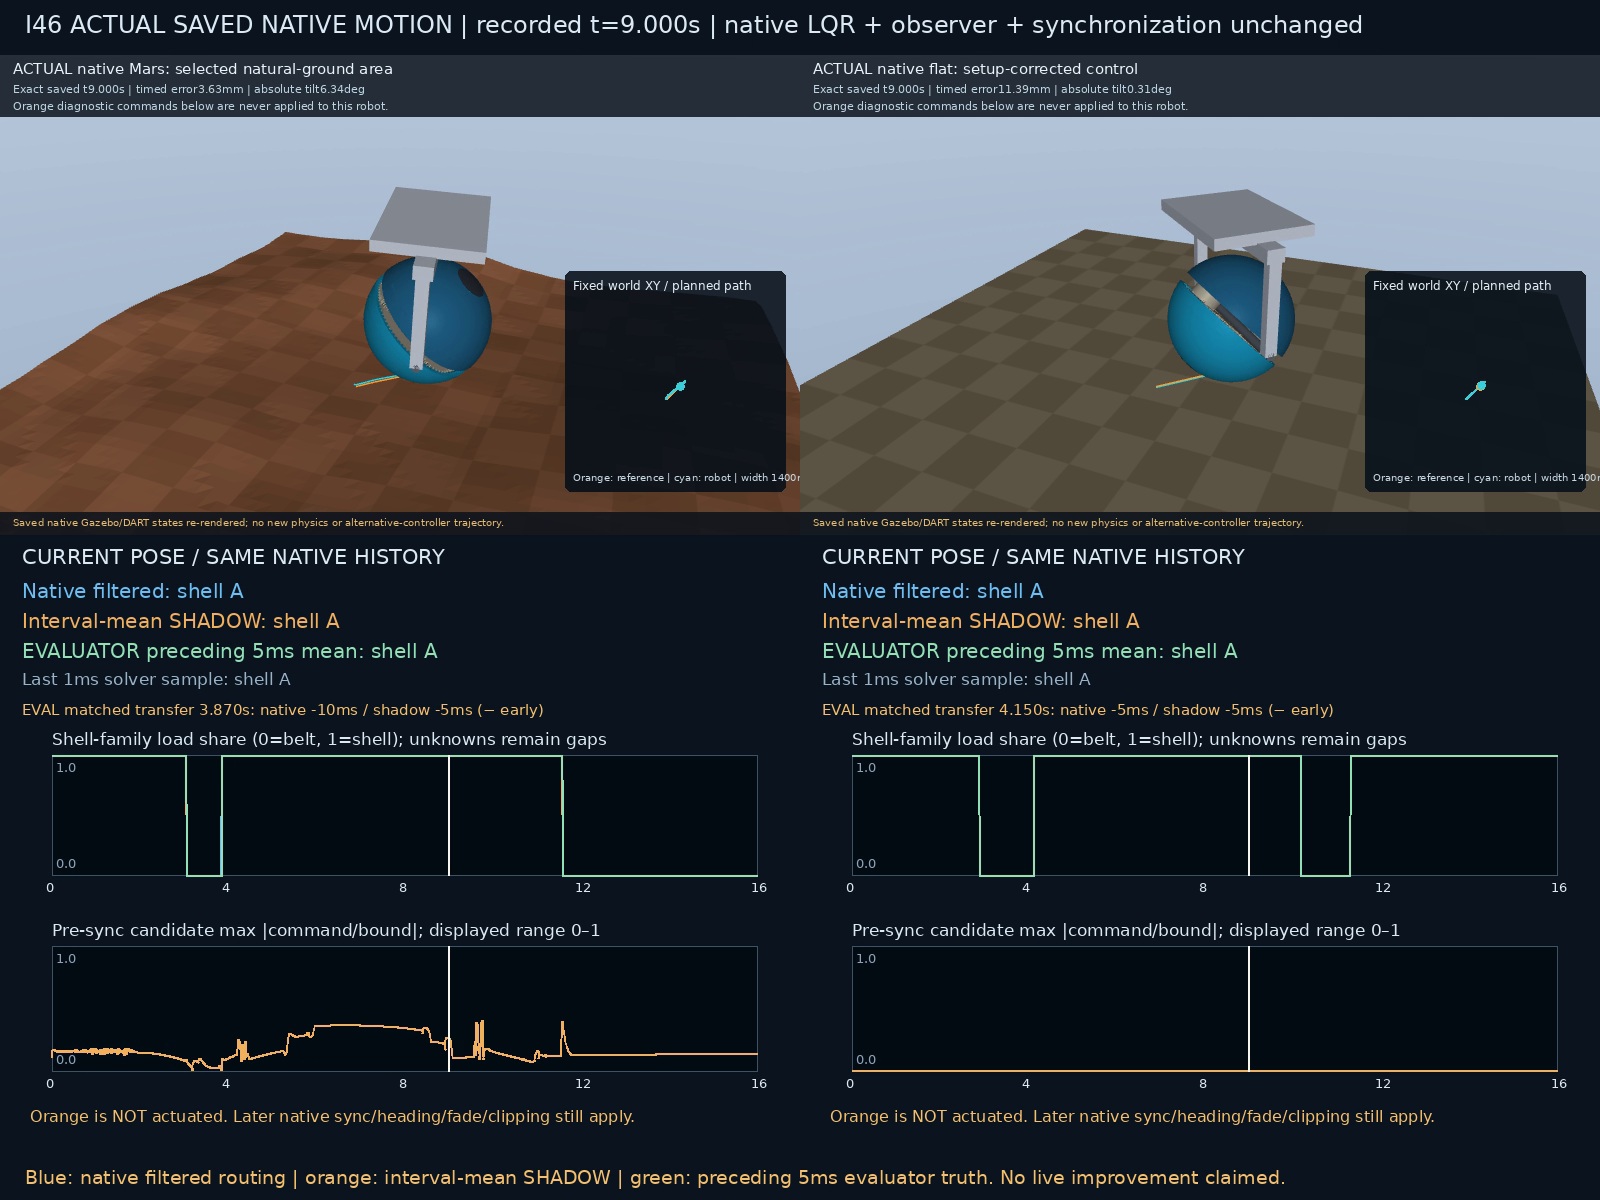 I46 ACTUAL SAVED NATIVE MOTION | recorded t=9.000s | native LQR + observer + synchronization unchanged
ACTUAL native Mars: selected natural-ground area
Exact saved t9.000s | timed error3.63mm | absolute tilt6.34deg
Orange diagnostic commands below are never applied to this robot.
Fixed world XY / planned path
Orange: reference | cyan: robot | width 1400
Saved native Gazebo/DART states re-rendered; no new physics or alternative-controller trajectory.
ACTUAL native flat: setup-corrected control
Exact saved t9.000s | timed error11.39mm | absolute tilt0.31deg
Orange diagnostic commands below are never applied to this robot.
Fixed world XY / planned path
Orange: reference | cyan: robot | width 1400
Saved native Gazebo/DART states re-rendered; no new physics or alternative-controller trajectory.
CURRENT POSE / SAME NATIVE HISTORY
Native filtered: shell A
Interval-mean SHADOW: shell A
EVALUATOR preceding 5ms mean: shell A
Last 1ms solver sample: shell A
EVAL matched transfer 3.870s: native -10ms / shadow -5ms (− early)
Shell-family load share (0=belt, 1=shell); unknowns remain gaps
1.0
0.0
0 4 8 12 16
Pre-sync candidate max |command/bound|; displayed range 0–1
1.0
0.0
0 4 8 12 16
Orange is NOT actuated. Later native sync/heading/fade/clipping still apply.
CURRENT POSE / SAME NATIVE HISTORY
Native filtered: shell A
Interval-mean SHADOW: shell A
EVALUATOR preceding 5ms mean: shell A
Last 1ms solver sample: shell A
EVAL matched transfer 4.150s: native -5ms / shadow -5ms (− early)
Shell-family load share (0=belt, 1=shell); unknowns remain gaps
1.0
0.0
0 4 8 12 16
Pre-sync candidate max |command/bound|; displayed range 0–1
1.0
0.0
0 4 8 12 16
Orange is NOT actuated. Later native sync/heading/fade/clipping still apply.
Blue: native filtered routing | orange: interval-mean SHADOW | green: preceding 5ms evaluator truth. No live improvement claimed.